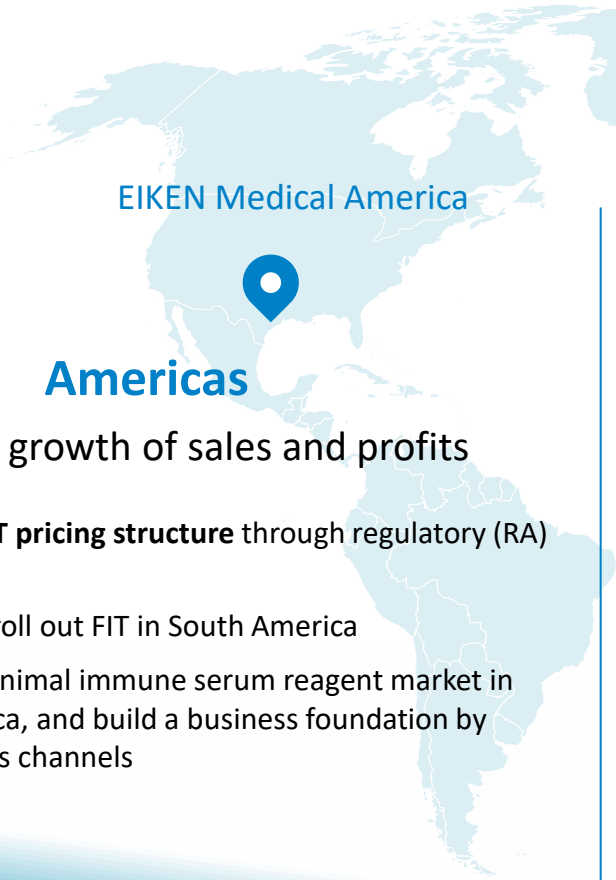 EIKEN Medical America
Americas
growth of sales and profits
T pricing structure through regulatory (RA)
roll out FIT in South America
nimal immune serum reagent market in
ca, and build a business foundation by
s channels